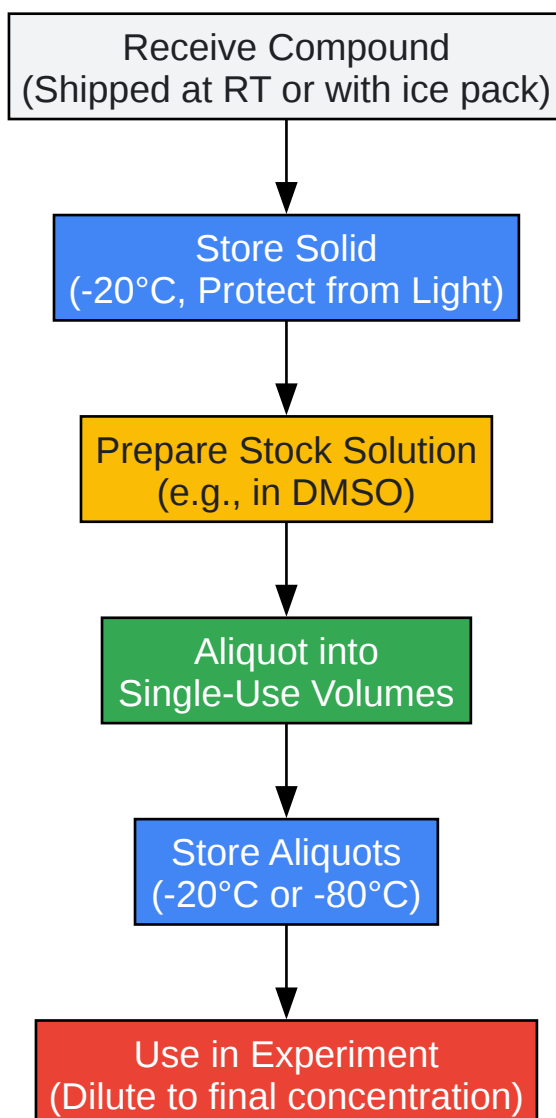 Receive Compound
(Shipped at RT or with ice pack)
Store Solid
(-20°C, Protect from Light)
Prepare Stock Solution
(e.g., in DMSO)
Aliquot into
Single-Use Volumes
Store Aliquots
(-20°C or -80°C)
Use in Experiment
(Dilute to final concentration)